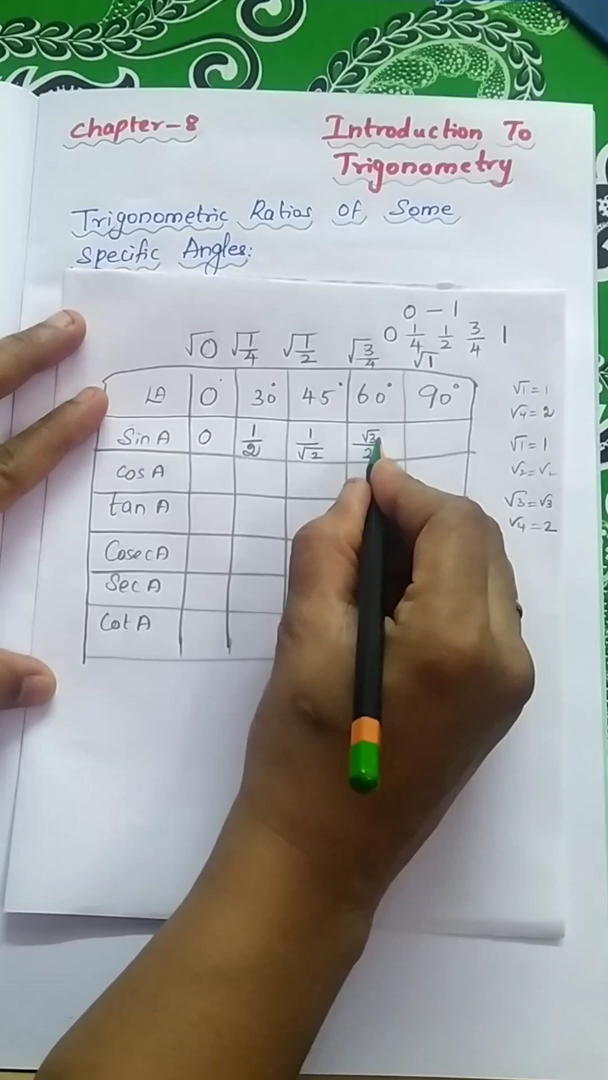 Chapter-8
Introduction To
Trigonometry
Trigonometric Ratios Of Some
Specific Angles:
0 - 1
0 1/4 1/2 3/4 1
√0 √1/4 √1/2 √3/4 √1
∠A 0° 30° 45° 60° 90°
Sin A 0 1/2 1/√2 √3/2
Cos A
tan A
Cosec A
Sec A
Cot A
√1 = 1
√4 = 2
√1 = 1
√2 = √2
√3 = √3
√4 = 2